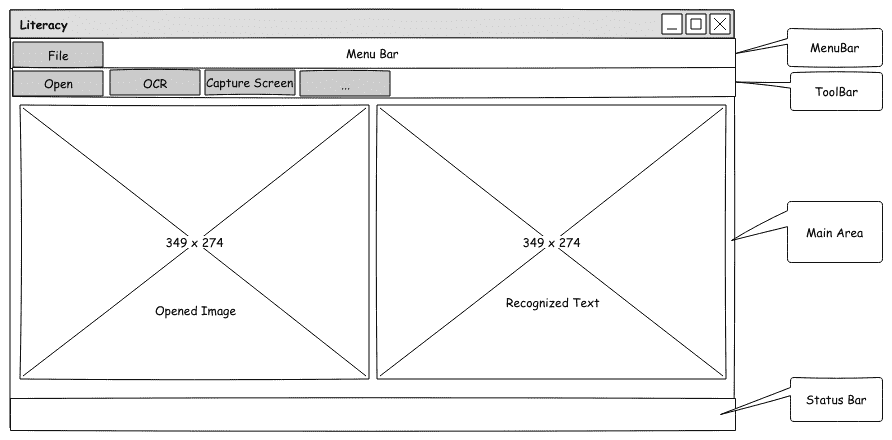 Literacy
File
Menu Bar
MenuBar
Open
OCR
Capture Screen
...
ToolBar
349 x 274
349 x 274
Main Area
Opened Image
Recognized Text
Status Bar